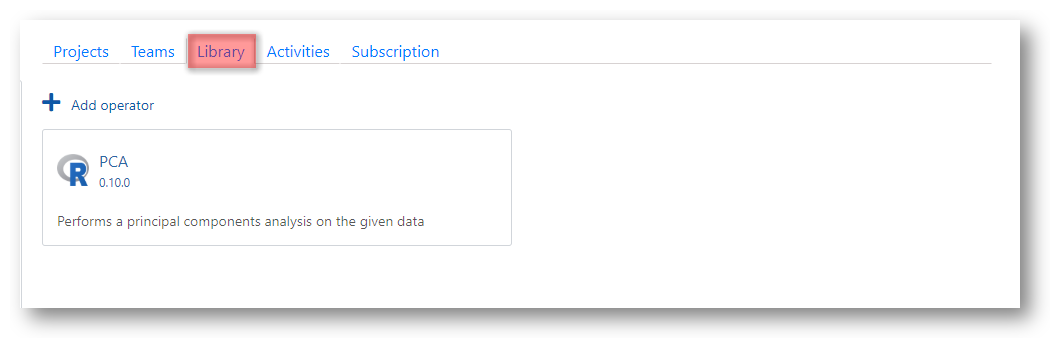 Projects Teams Library Activities Subscription
Add operator
R PCA
0.10.0
Performs a principal components analysis on the given data